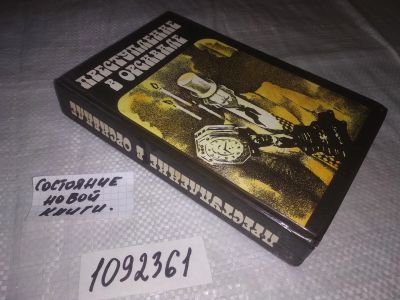 ПРЕСТУПЛЕНИЕ
В ОРСИВАЛЕ
ПРЕСТУПЛЕНИЕ В ОРСИВАЛЕ
СОСТОЯНИЕ
НОВОЙ
КНИГИ.
1092361